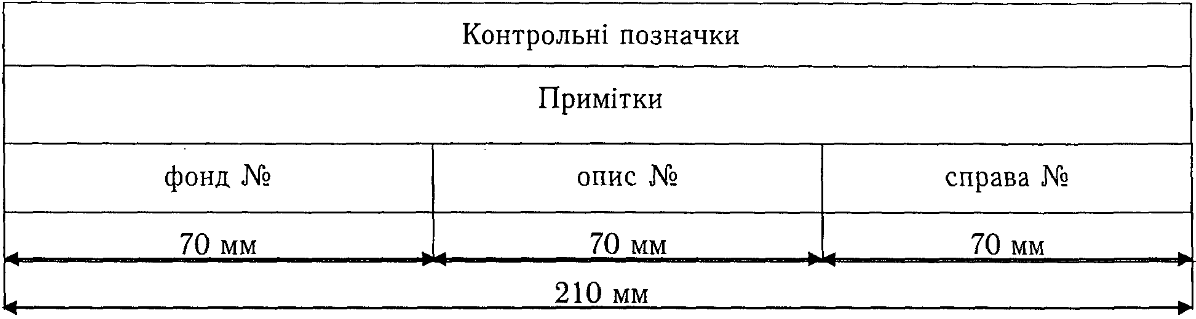 Контрольні позначки
Примітки
фонд № опис № справа №
70 мм 70 мм 70 мм
210 мм